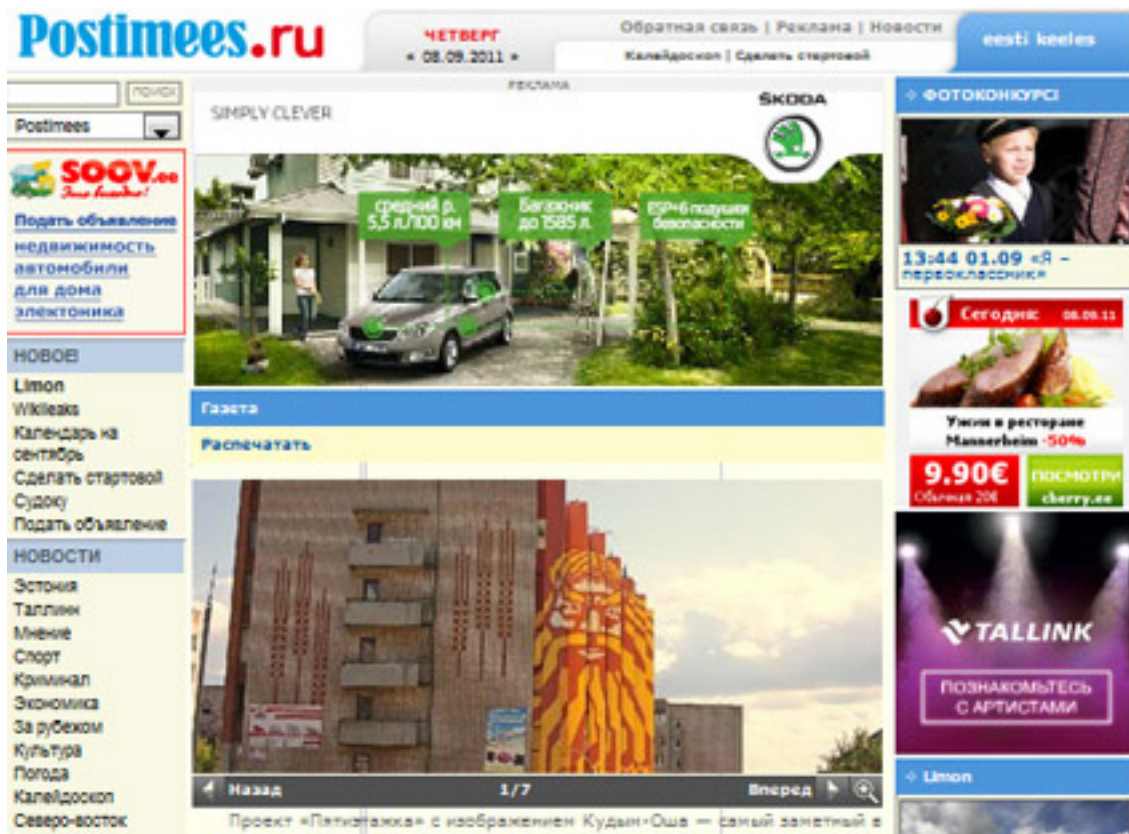 Postimees.ru
ЧЕТВЕРГ
« 08.09.2011 »
Обратная связь | Реклама | Новости
Калейдоскоп | Сделать стартовой
eesti keeles
поиск
Postimees
SOOV.ee
Подать объявление
недвижимость
автомобили
для дома
электоника
НОВОЕ!
Limon
Wikileaks
Календарь на
сентябрь
Сделать стартовой
Судоку
Подать объявление
НОВОСТИ
Эстония
Таллинн
Мнение
Спорт
Криминал
Экономика
За рубежом
Культура
Погода
Калейдоскоп
Северо-восток
РЕКЛАМА
SIMPLY CLEVER
ŠKODA
средний р.
5,5 л./100 км
Багажник
до 1585 л.
ESP+6 подушки
безопасности
Газета
Распечатать
Назад
1/7
Вперед
Проект «Пятиэтажка» с изображением Кудым-Оша — самый заметный в
ФОТОКОНКУРС!
13:44 01.09 «Я –
первоклассник»
Сегодня: 08.09.11
Ужин в ресторане
Mannerheim -50%
9.90€
Обычная 20€
ПОСМОТРИ
cherry.ee
TALLINK
ПОЗНАКОМЬТЕСЬ
С АРТИСТАМИ
Limon